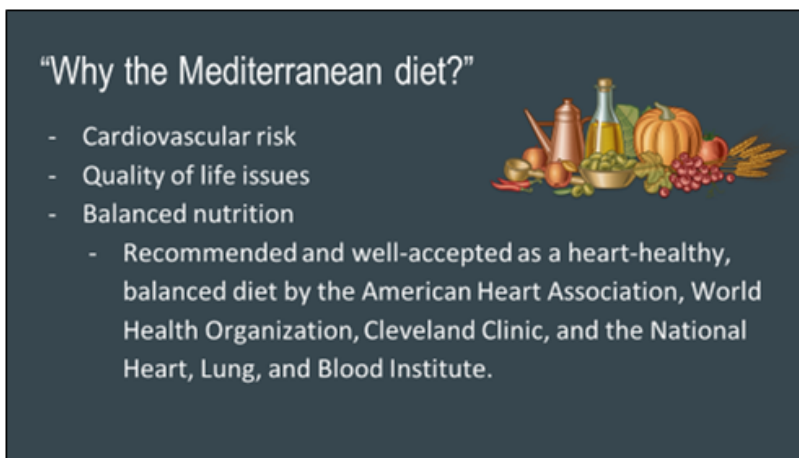 “Why the Mediterranean diet?”
- Cardiovascular risk
- Quality of life issues
- Balanced nutrition
- Recommended and well-accepted as a heart-healthy,
balanced diet by the American Heart Association, World
Health Organization, Cleveland Clinic, and the National
Heart, Lung, and Blood Institute.